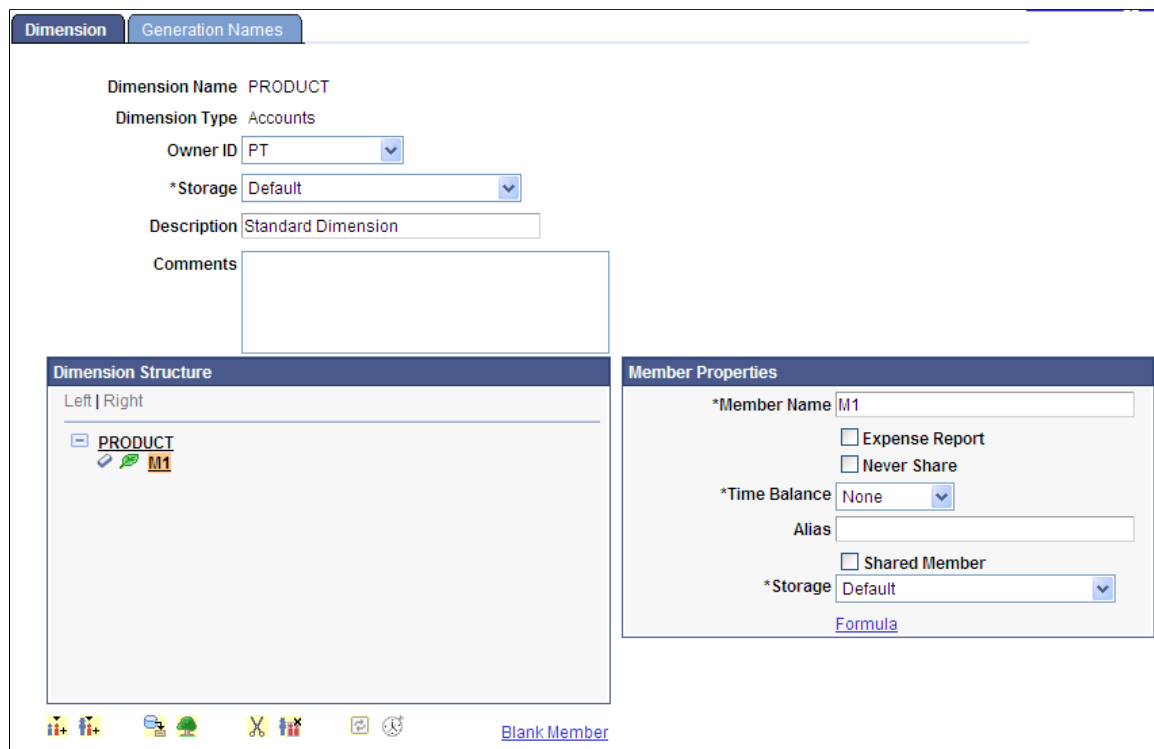 Dimension
Generation Names
Dimension Name PRODUCT
Dimension Type Accounts
Owner ID PT
*Storage Default
Description Standard Dimension
Comments
Dimension Structure
Left | Right
PRODUCT
M1
Blank Member
Member Properties
*Member Name M1
Expense Report
Never Share
*Time Balance None
Alias
Shared Member
*Storage Default
Formula